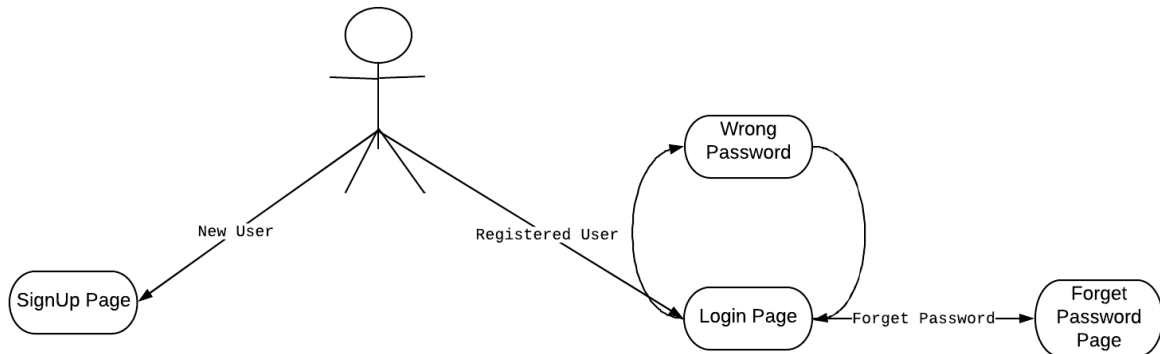 Wrong
Password
New User
Registered User
SignUp Page
Login Page
Forget Password
Forget
Password
Page